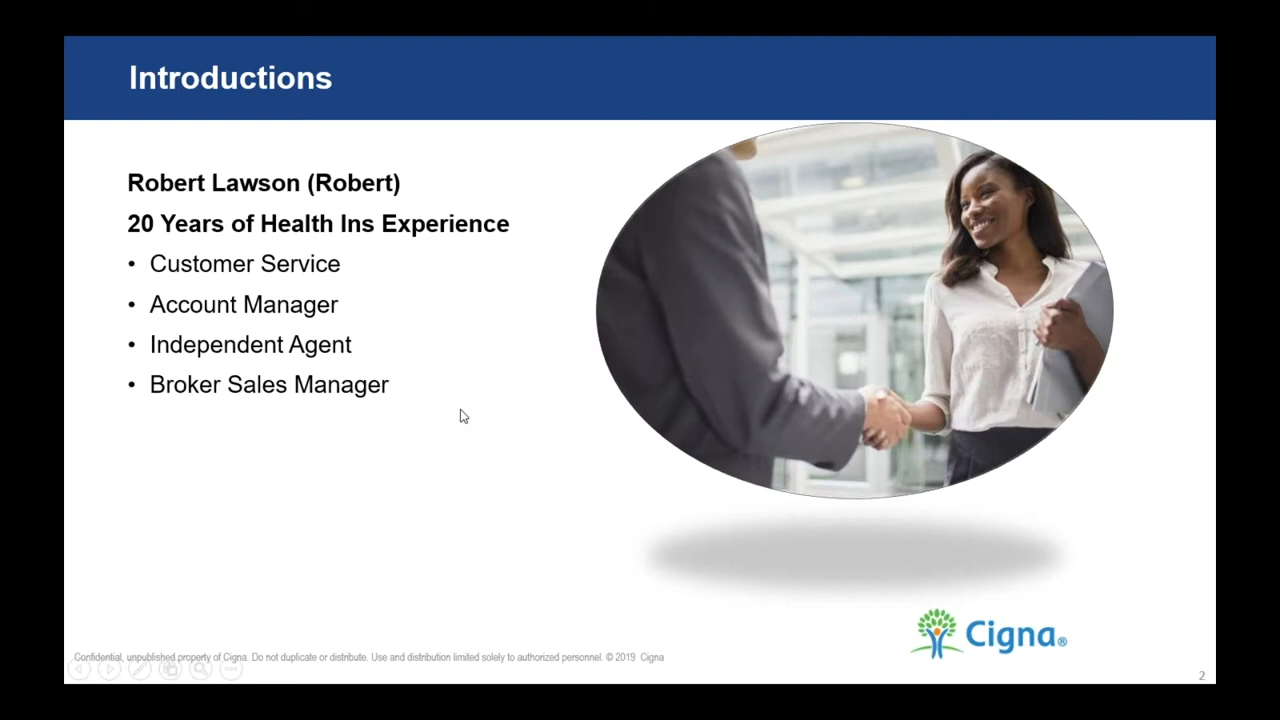 Introductions
Robert Lawson (Robert)
20 Years of Health Ins Experience
• Customer Service
• Account Manager
• Independent Agent
• Broker Sales Manager
Cigna®
Confidential, unpublished property of Cigna. Do not duplicate or distribute. Use and distribution limited solely to authorized personnel. © 2019 Cigna
2